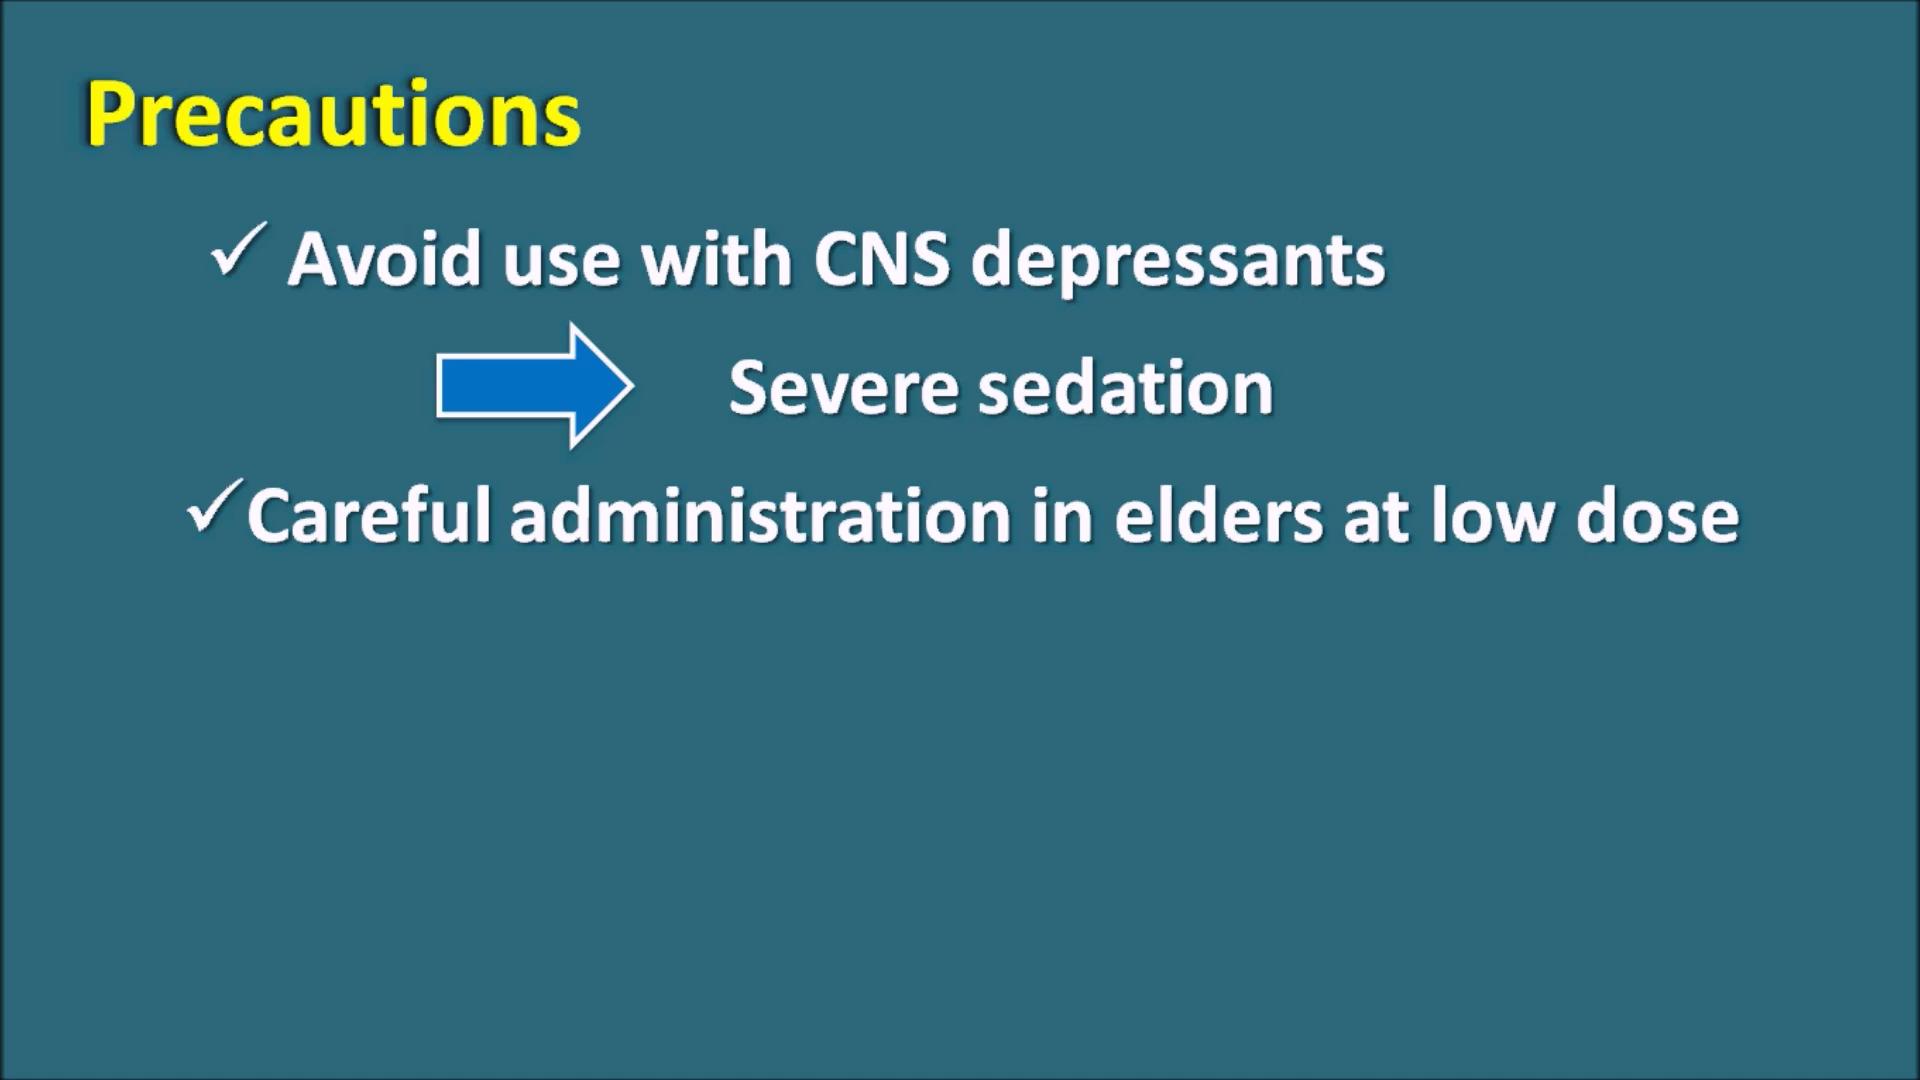 Precautions
✓ Avoid use with CNS depressants
Severe sedation
✓Careful administration in elders at low dose